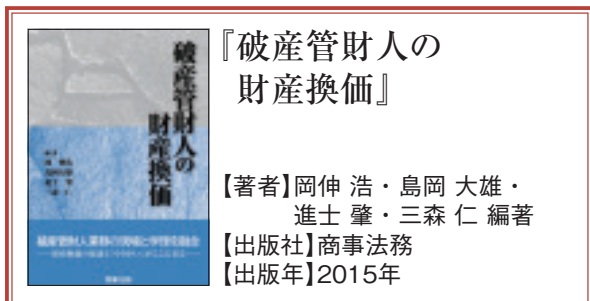 破産管財人の
財産換価
『破産管財人の
財産換価』
【著者】岡伸 浩・島岡 大雄・
進士 肇・三森 仁 編著
【出版社】商事法務
【出版年】2015年